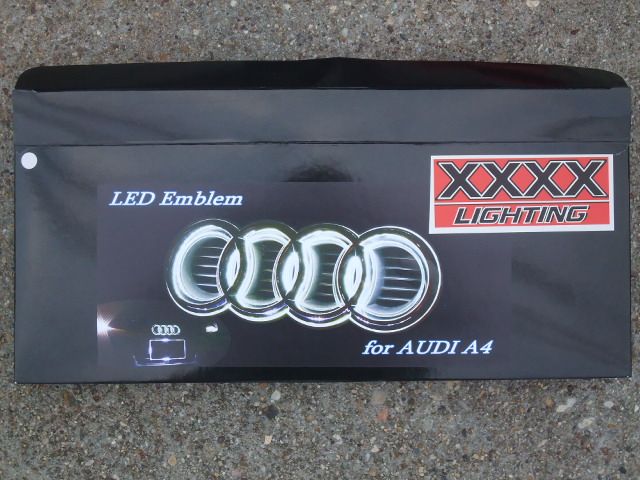 XXXX
LIGHTING
LED Emblem
for AUDI A4